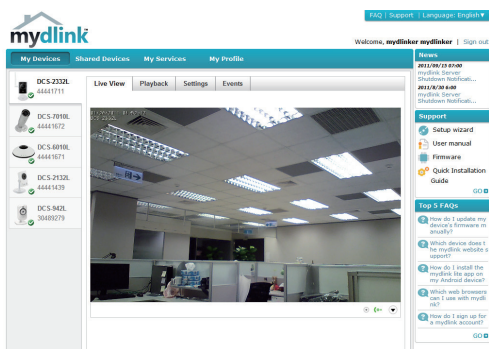 FAQ | Support | Language: English▼
mydlink
Welcome, mydlinker mydlinker | Sign out
My Devices
Shared Devices
My Services
My Profile
DCS-2332L
44441711
DCS-7010L
44441672
DCS-6010L
44441671
DCS-2132L
44441439
DCS-942L
30489279
Live View
Playback
Settings
Events
DCS 2332L
News
2011/09/15 07:00
mydlink Server
Shutdown Notificati...
2011/8/30 6:00
mydlink Server
Shutdown Notificati...
Support
Setup wizard
User manual
Firmware
Quick Installation
Guide
GO
Top 5 FAQs
How do I update my
device's firmware m
anually?
Which device does t
he mydlink website s
upport?
How do I install the
mydlink lite app on
my Android device?
Which web browsers
can I use with mydli
nk?
How do I sign up for
a mydlink account?
GO